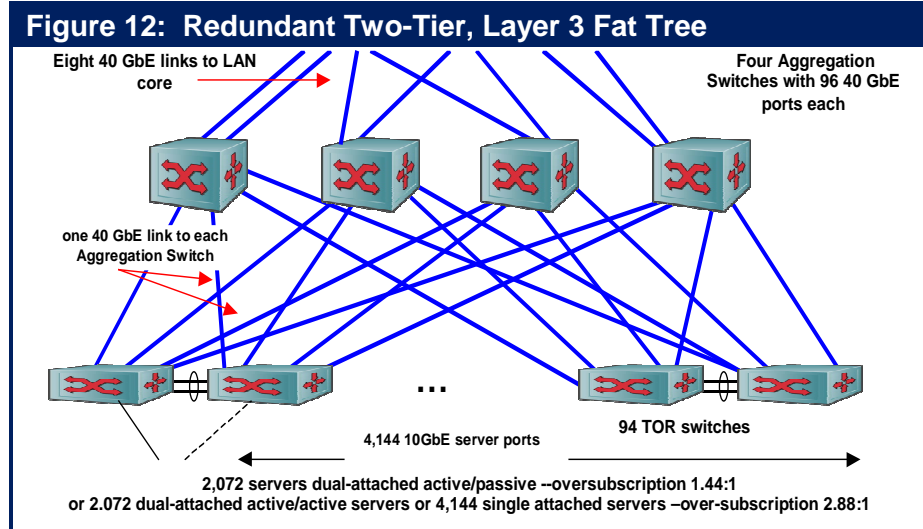 Figure 12:  Redundant Two-Tier, Layer 3 Fat Tree
Eight 40 GbE links to LAN
core
Four Aggregation
Switches with 96 40 GbE
ports each
one 40 GbE link to each
Aggregation Switch
...
4,144 10GbE server ports
94 TOR switches
2,072 servers dual-attached active/passive --oversubscription 1.44:1
or 2.072 dual-attached active/active servers or 4,144 single attached servers –over-subscription 2.88:1